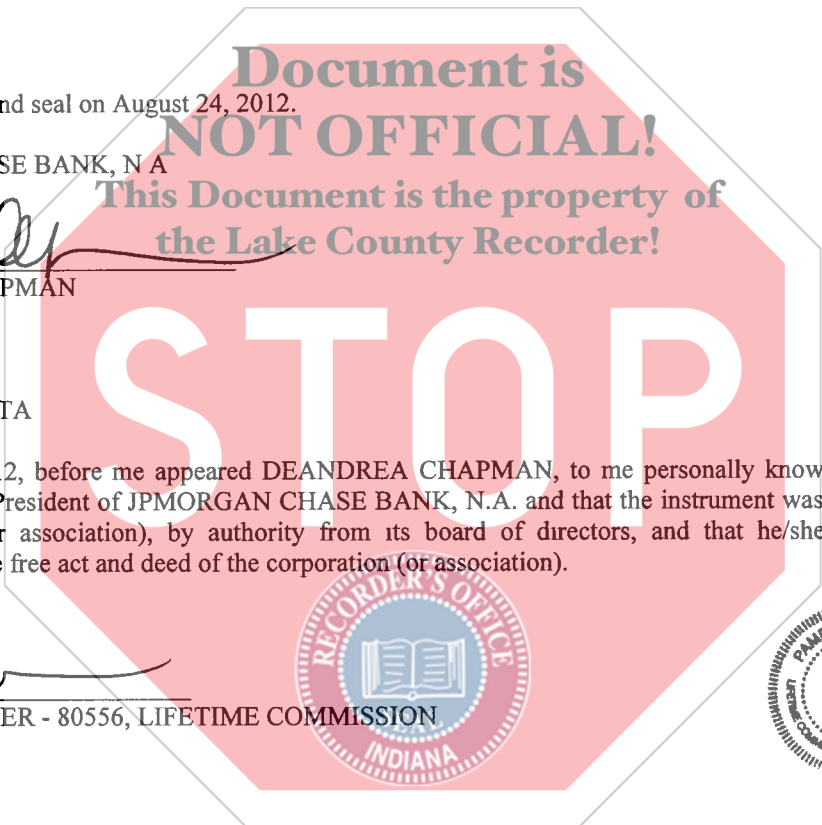 Document is
nd seal on August 24, 2012.
NOT OFFICIAL!
SE BANK, N A
This Document is the property of
the Lake County Recorder!
PMAN
STOP
TA
2, before me appeared DEANDREA CHAPMAN, to me personally know
President of JPMORGAN CHASE BANK, N.A. and that the instrument was
r association), by authority from its board of directors, and that he/she
e free act and deed of the corporation (or association).
RECORDER'S OFFICE
SEAL
INDIANA
ER - 80556, LIFETIME COMMISSION
LIFETIME